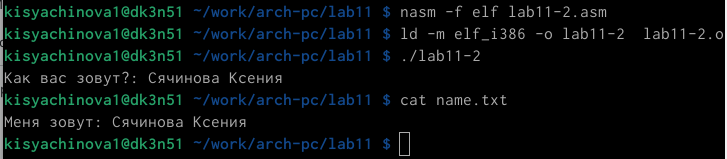 kisyachinova1@dk3n51 ~/work/arch-pc/lab11 $ nasm -f elf lab11-2.asm
kisyachinova1@dk3n51 ~/work/arch-pc/lab11 $ ld -m elf_i386 -o lab11-2  lab11-2.o
kisyachinova1@dk3n51 ~/work/arch-pc/lab11 $ ./lab11-2
Как вас зовут?: Сячинова Ксения
kisyachinova1@dk3n51 ~/work/arch-pc/lab11 $ cat name.txt
Меня зовут: Сячинова Ксения
kisyachinova1@dk3n51 ~/work/arch-pc/lab11 $